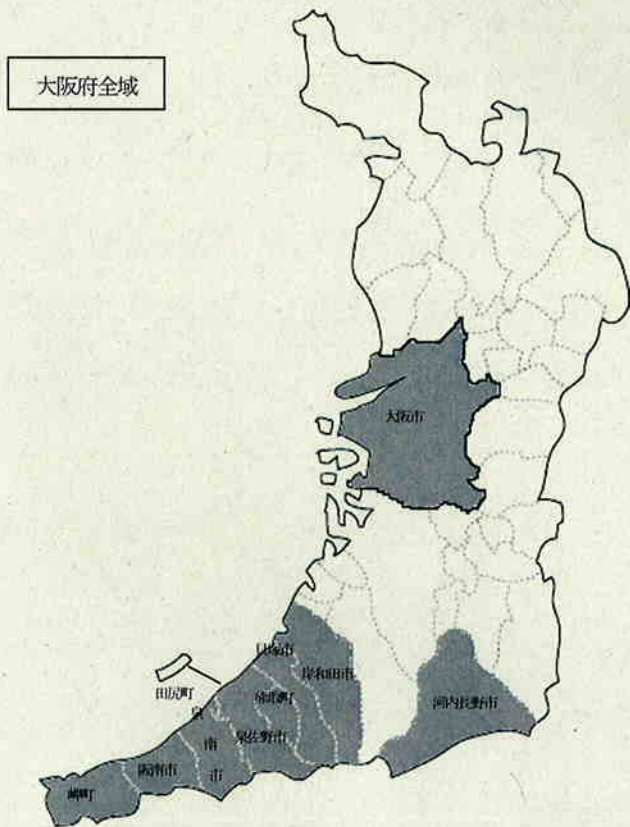 大阪府全域
大阪市
貝塚市
岸和田市
田尻町
熊取町
河内長野市
泉南市
泉佐野市
阪南市
岬町